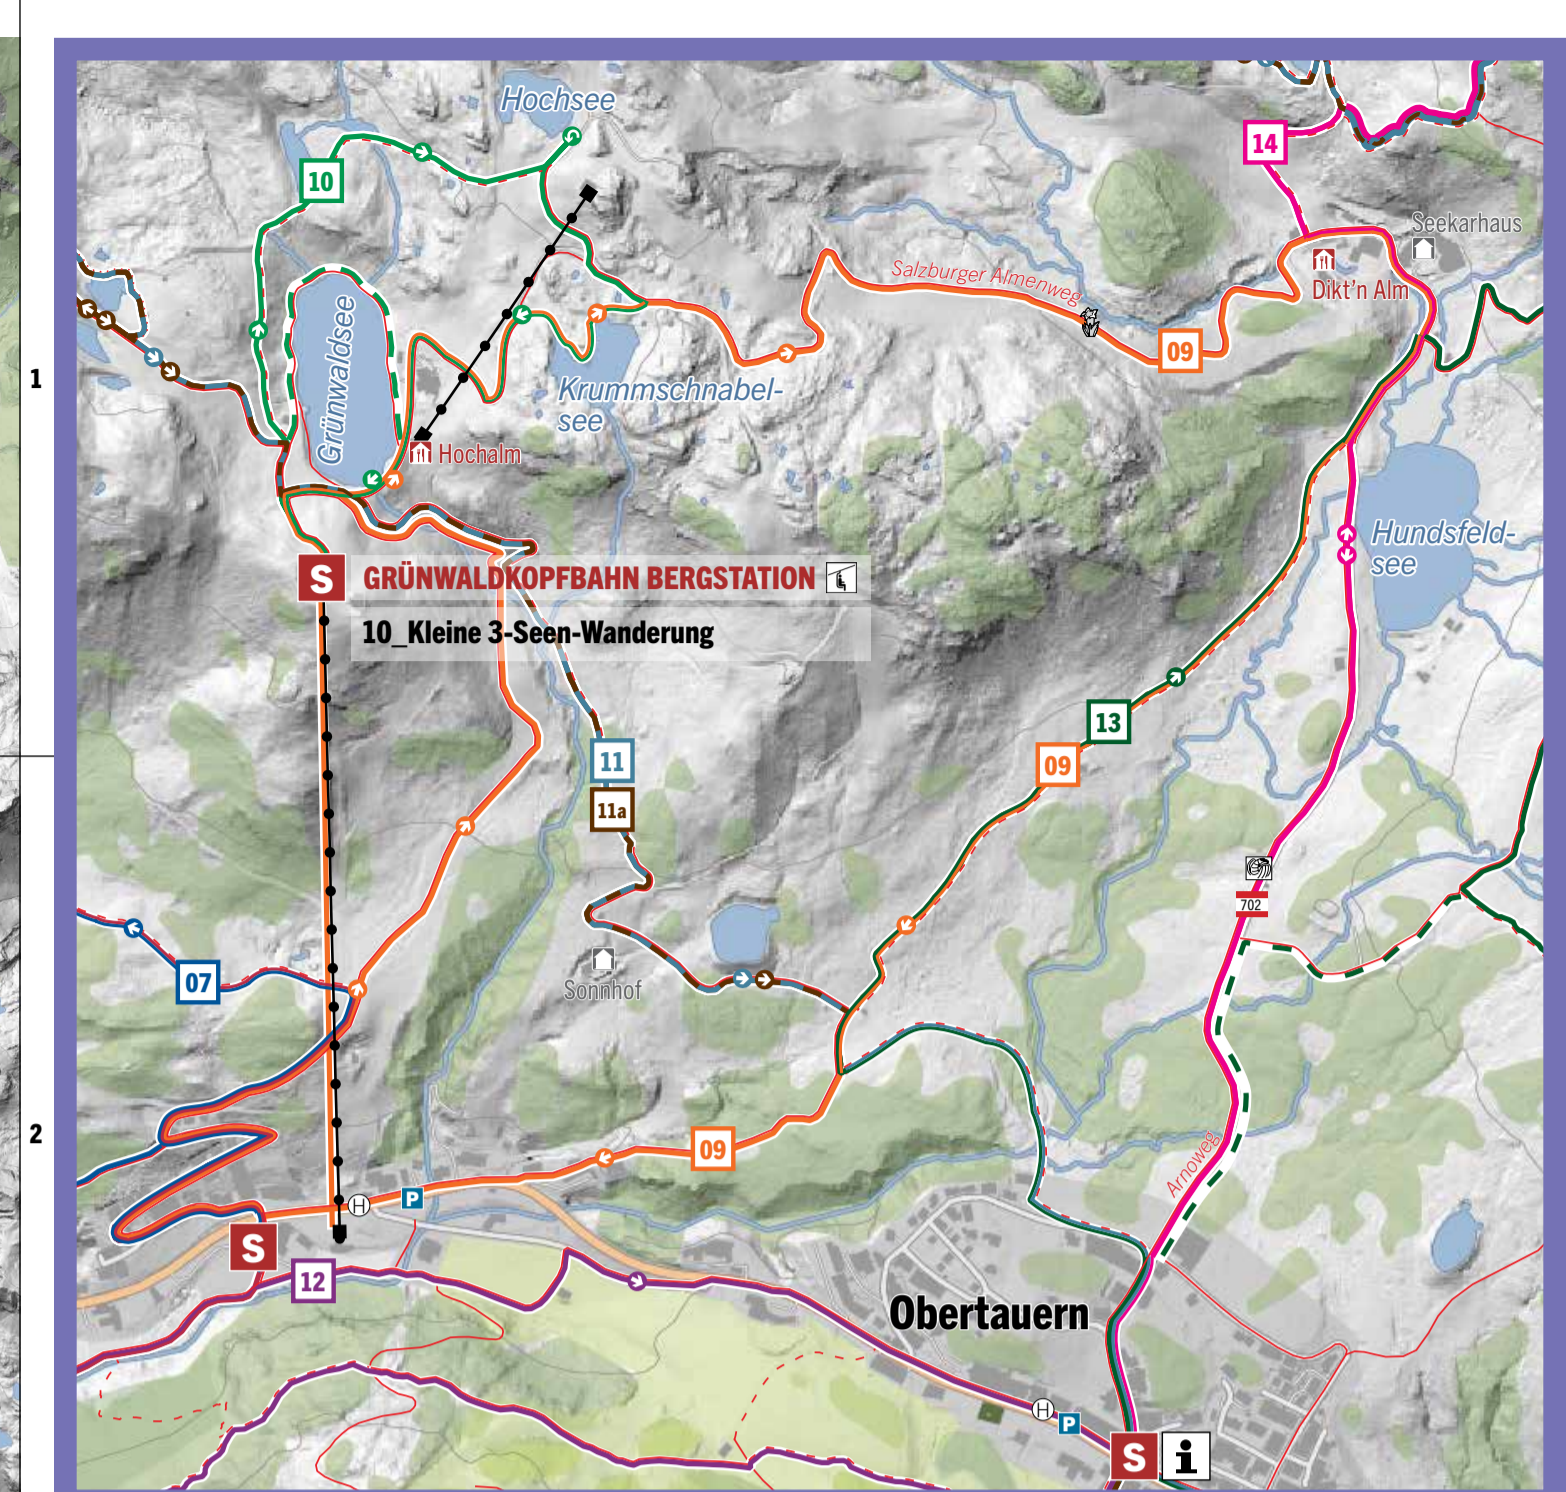 Hochsee
14
10
Seekarhaus
Salzburger Almenweg
Dikt'n Alm
09
Grünwaldsee
1
Krummschnabel-
see
Hochalm
Hundsfeld-
see
S
GRÜNWALDKOPFBAHN BERGSTATION
10_Kleine 3-Seen-Wanderung
13
11
09
11a
702
07
Sonnhof
2
09
Arnoweg
H
P
S
12
Obertauern
H
P
S
i